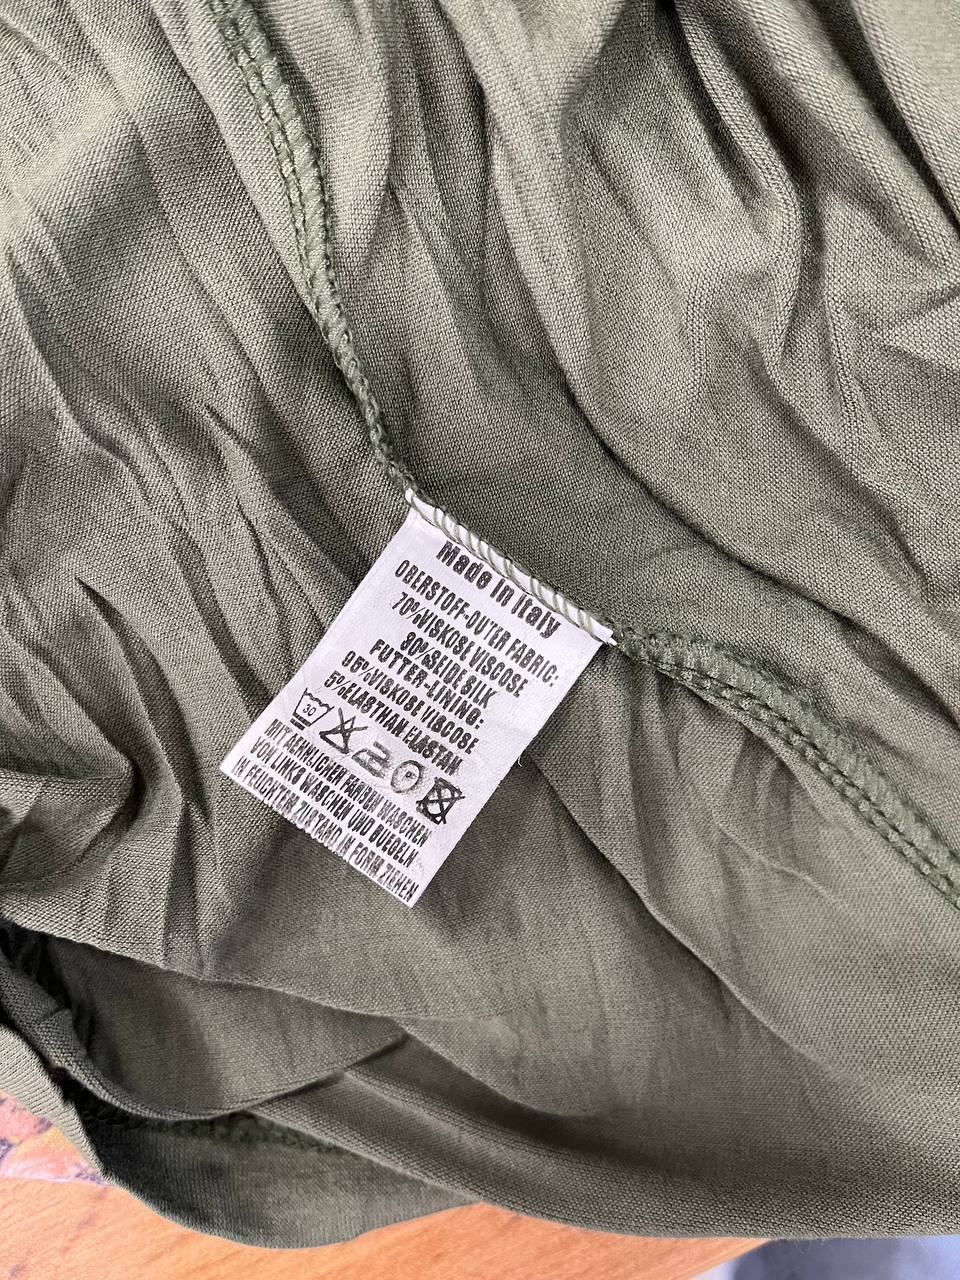 Made in Italy
OBERSTOFF-OUTER FABRIC:
70%VISKOSE VISCOSE
80%SEIDE SILK
FUTTER-LINING:
95%VISKOSE VISCOSE
5%ELASTHAN ELASTAN
30
P
MIT AEHNLICHEN FARBEN WASCHEN
VON LINKS WASCHEN UND BUEGELN
IN FEUCHTEM ZUSTAND IN FORM ZIEHEN